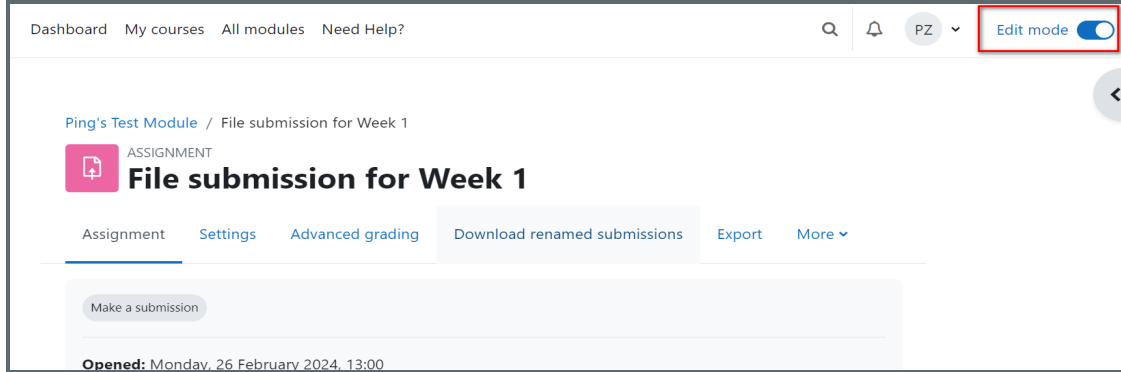 Dashboard My courses All modules Need Help? PZ Edit mode
Ping's Test Module / File submission for Week 1
ASSIGNMENT
File submission for Week 1
Assignment Settings Advanced grading Download renamed submissions Export More
Make a submission
Opened: Monday, 26 February 2024, 13:00